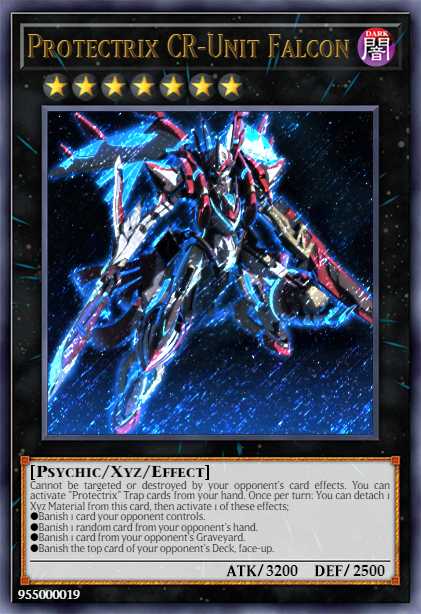 PROTECTRIX CR-UNIT FALCON
DARK
闇
[PSYCHIC/XYZ/EFFECT]
Cannot be targeted or destroyed by your opponent's card effects. You can
activate "Protectrix" Trap cards from your hand. Once per turn: You can detach 1
Xyz Material from this card, then activate 1 of these effects;
●Banish 1 card your opponent controls.
●Banish 1 random card from your opponent's hand.
●Banish 1 card from your opponent's Graveyard.
●Banish the top card of your opponent's Deck, face-up.
ATK/3200 DEF/2500
955000019